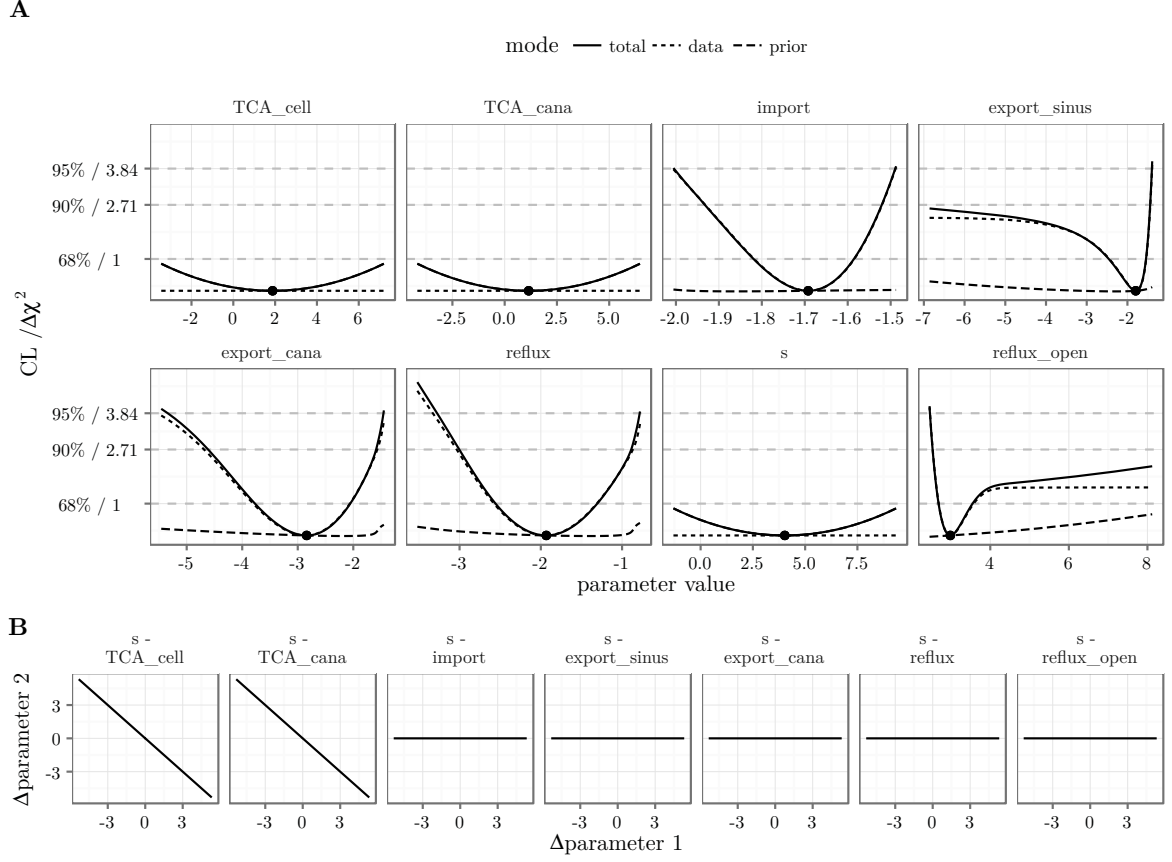 A
mode total data prior
TCA_cell TCA_cana import export_sinus
95% / 3.84
90% / 2.71
68% / 1
-2 0 2 4 6 -2.5 0.0 2.5 5.0 -2.0 -1.9 -1.8 -1.7 -1.6 -1.5 -7 -6 -5 -4 -3 -2
CL /Δχ²
export_cana reflux s reflux_open
95% / 3.84
90% / 2.71
68% / 1
-5 -4 -3 -2 -3 -2 -1 0.0 2.5 5.0 7.5 4 6 8
parameter value
B
s - s - s - s - s - s - s -
TCA_cell TCA_cana import export_sinus export_cana reflux reflux_open
Δparameter 2
3
0
-3
-3 0 3 -3 0 3 -3 0 3 -3 0 3 -3 0 3 -3 0 3 -3 0 3
Δparameter 1